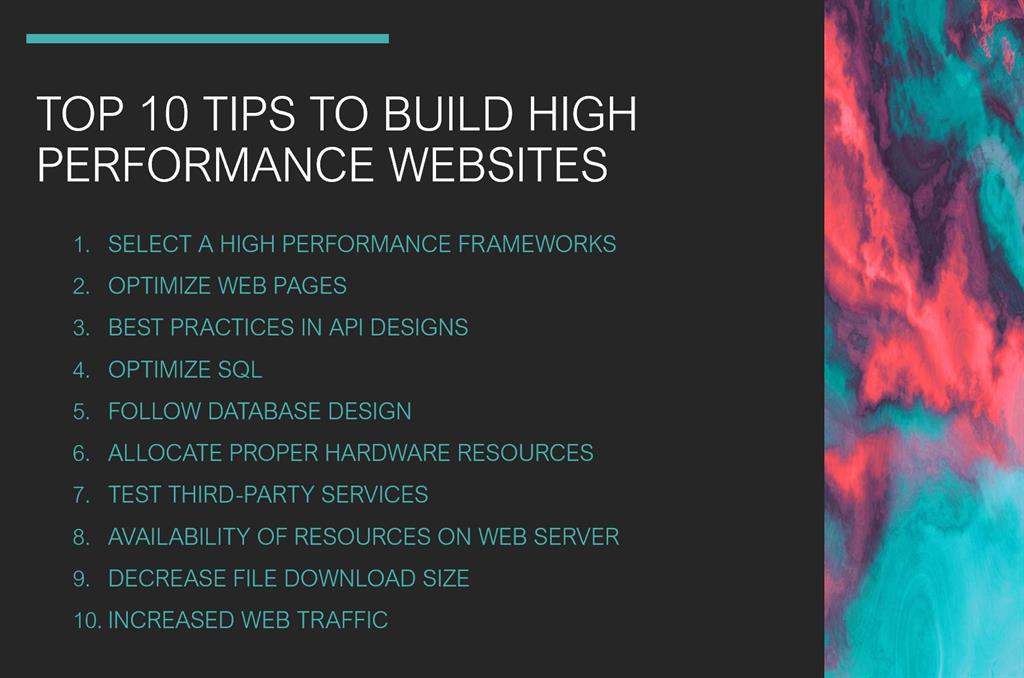 TOP 10 TIPS TO BUILD HIGH
PERFORMANCE WEBSITES
1. SELECT A HIGH PERFORMANCE FRAMEWORKS
2. OPTIMIZE WEB PAGES
3. BEST PRACTICES IN API DESIGNS
4. OPTIMIZE SQL
5. FOLLOW DATABASE DESIGN
6. ALLOCATE PROPER HARDWARE RESOURCES
7. TEST THIRD-PARTY SERVICES
8. AVAILABILITY OF RESOURCES ON WEB SERVER
9. DECREASE FILE DOWNLOAD SIZE
10. INCREASED WEB TRAFFIC